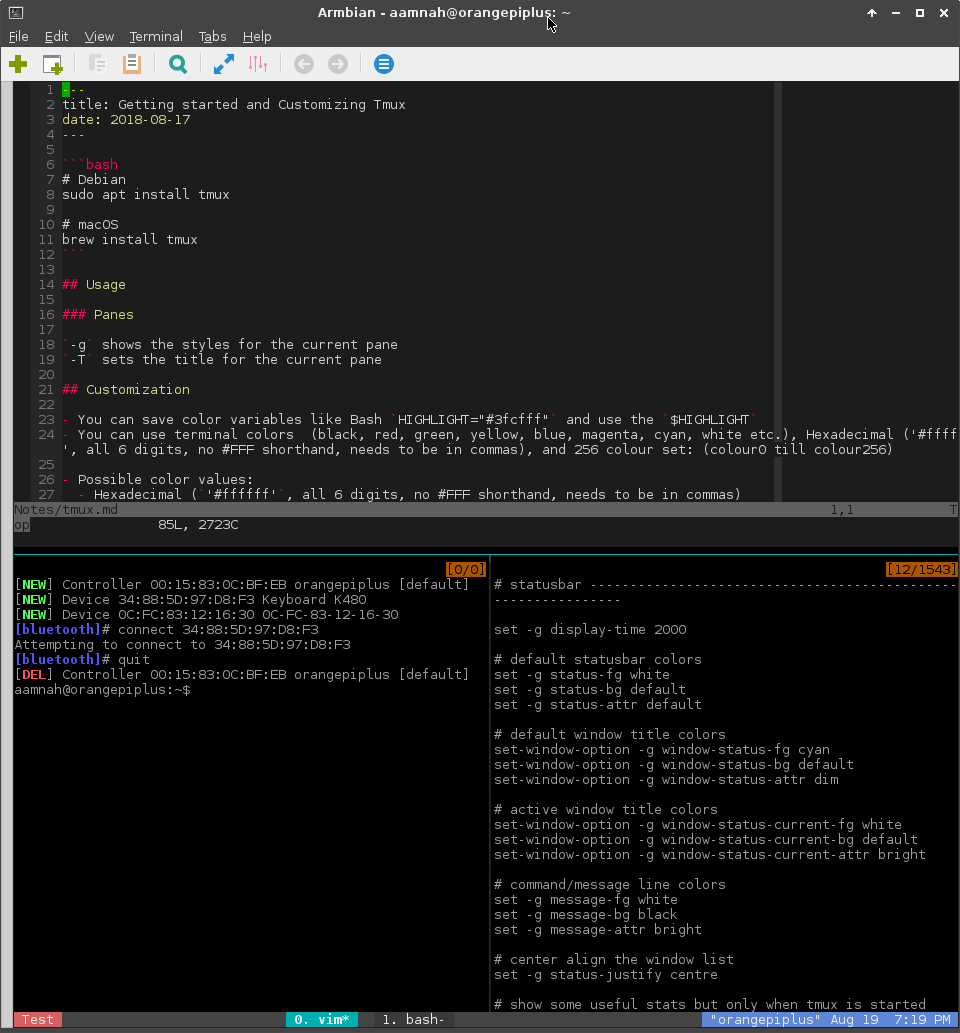 Armbian - aamnah@orangepiplus: ~
File Edit View Terminal Tabs Help
1 ---
2 title: Getting started and Customizing Tmux
3 date: 2018-08-17
4 ---
5
6 ```bash
7 # Debian
8 sudo apt install tmux
9
10 # macOS
11 brew install tmux
12 ```
13
14 ## Usage
15
16 ### Panes
17
18 `-g` shows the styles for the current pane
19 `-T` sets the title for the current pane
20
21 ## Customization
22
23 - You can save color variables like Bash `HIGHLIGHT="#3fcfff"` and use the `$HIGHLIGHT`
24 - You can use terminal colors  (black, red, green, yellow, blue, magenta, cyan, white etc.), Hexadecimal ('#ffff
', all 6 digits, no #FFF shorthand, needs to be in commas), and 256 colour set: (colour0 till colour256)
25
26 - Possible color values:
27   - Hexadecimal (`'#ffffff'`, all 6 digits, no #FFF shorthand, needs to be in commas)
Notes/tmux.md 1,1 T
op 85L, 2723C
[0/0]
[NEW] Controller 00:15:83:0C:BF:EB orangepiplus [default]
[NEW] Device 34:88:5D:97:D8:F3 Keyboard K480
[NEW] Device 0C:FC:83:12:16:30 0C-FC-83-12-16-30
[bluetooth]# connect 34:88:5D:97:D8:F3
Attempting to connect to 34:88:5D:97:D8:F3
[bluetooth]# quit
[DEL] Controller 00:15:83:0C:BF:EB orangepiplus [default]
aamnah@orangepiplus:~$
[12/1543]
# statusbar ----------------------------------------------
----------------
set -g display-time 2000

# default statusbar colors
set -g status-fg white
set -g status-bg default
set -g status-attr default

# default window title colors
set-window-option -g window-status-fg cyan
set-window-option -g window-status-bg default
set-window-option -g window-status-attr dim

# active window title colors
set-window-option -g window-status-current-fg white
set-window-option -g window-status-current-bg default
set-window-option -g window-status-current-attr bright

# command/message line colors
set -g message-fg white
set -g message-bg black
set -g message-attr bright

# center align the window list
set -g status-justify centre

# show some useful stats but only when tmux is started
Test 0. vim* 1. bash- "orangepiplus" Aug 19 7:19 PM